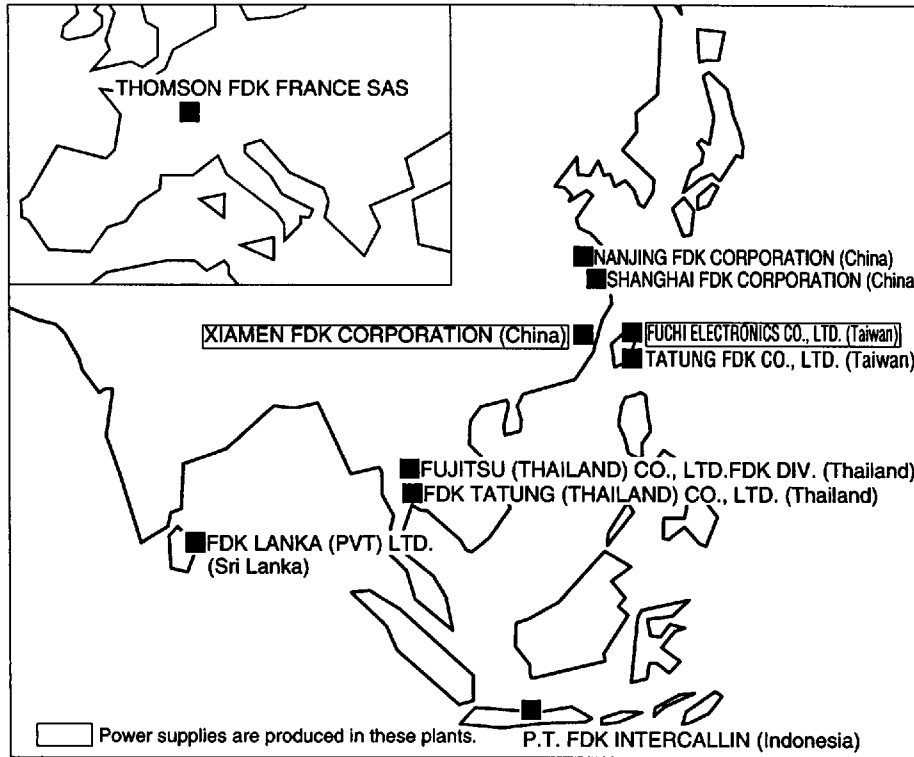 THOMSON FDK FRANCE SAS
NANJING FDK CORPORATION (China)
SHANGHAI FDK CORPORATION (China
XIAMEN FDK CORPORATION (China)
FUCHI ELECTRONICS CO., LTD. (Taiwan)
TATUNG FDK CO., LTD. (Taiwan)
FUJITSU (THAILAND) CO., LTD.FDK DIV. (Thailand)
FDK TATUNG (THAILAND) CO., LTD. (Thailand)
FDK LANKA (PVT) LTD.
(Sri Lanka)
Power supplies are produced in these plants.
P.T. FDK INTERCALLIN (Indonesia)